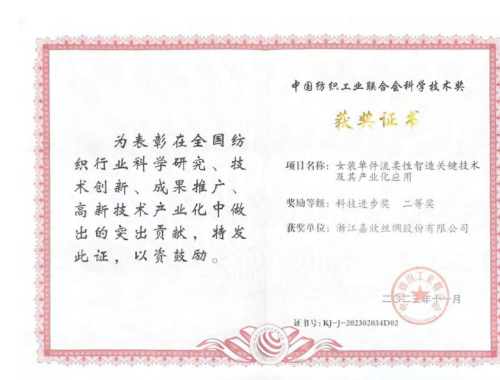 为表彰在全国纺
织行业科学研究、技
术创新、成果推广、
高新技术产业化中做
出的突出贡献，特发
此证，以资鼓励。
中国纺织工业联合会科学技术奖
获奖证书
项目名称：女装单件流柔性智造关键技术
及其产业化应用
奖励等级：科技进步奖 二等奖
获奖单位：浙江嘉欣丝绸股份有限公司
二〇二三年十一月
证书号：KJ-J-202302034D02